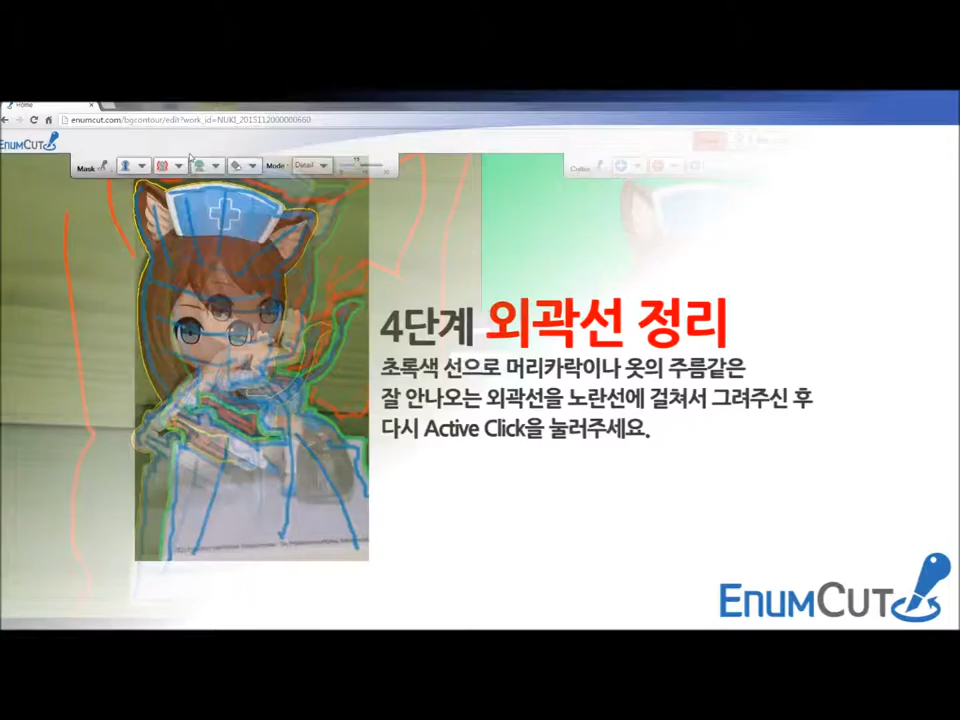 Home
enumcut.com/bgcontour/edit?work_id=NUKI_2015112000000660
ENUMCUT
Mask
Mode
Detail
4단계 외곽선 정리
초록색 선으로 머리카락이나 옷의 주름같은
잘 안나오는 외곽선을 노란선에 걸쳐서 그려주신 후
다시 Active Click을 눌러주세요.
ENUMCUT